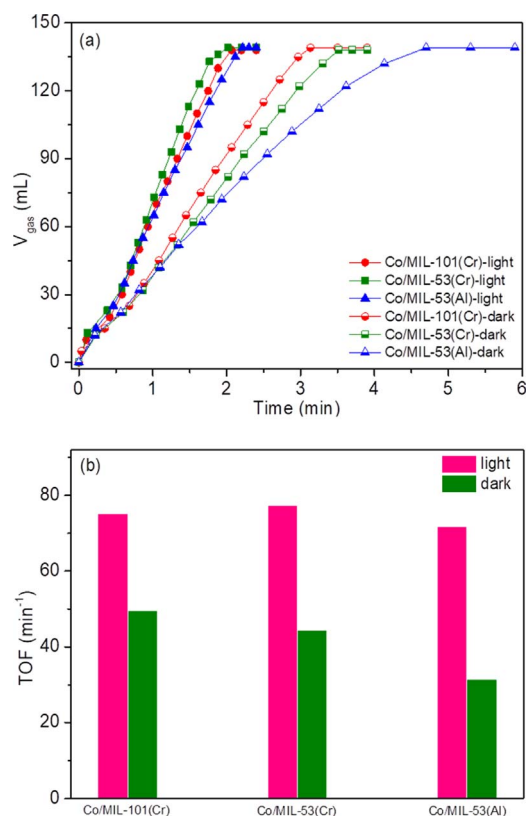 (a)
150
120
90
60
30
0
V gas (mL)
Co/MIL-101(Cr)-light
Co/MIL-53(Cr)-light
Co/MIL-53(Al)-light
Co/MIL-101(Cr)-dark
Co/MIL-53(Cr)-dark
Co/MIL-53(Al)-dark
0 1 2 3 4 5 6
Time (min)
(b)
light
dark
80
60
40
20
0
TOF (min⁻¹)
Co/MIL-101(Cr) Co/MIL-53(Cr) Co/MIL-53(Al)